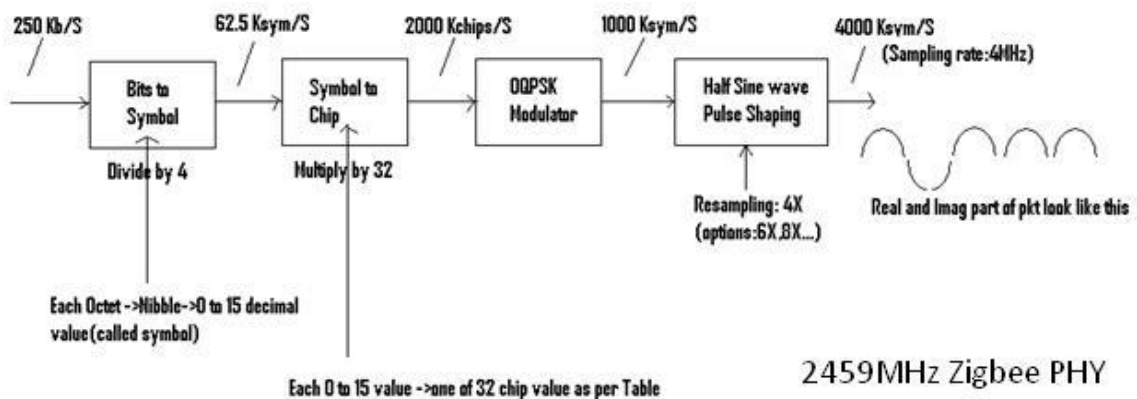 250 Kb/S
62.5 Ksym/S
2000 Kchips/S
1000 Ksym/S
4000 Ksym/S
(Sampling rate:4MHz)
Bits to
Symbol
Symbol to
Chip
OQPSK
Modulator
Half Sine wave
Pulse Shaping
Divide by 4
Multiply by 32
Resampling: 4X
(options:6X,8X...)
Real and Imag part of pkt look like this
Each Octet ->Nibble->0 to 15 decimal
value(called symbol)
Each 0 to 15 value ->one of 32 chip value as per Table
2459MHz Zigbee PHY